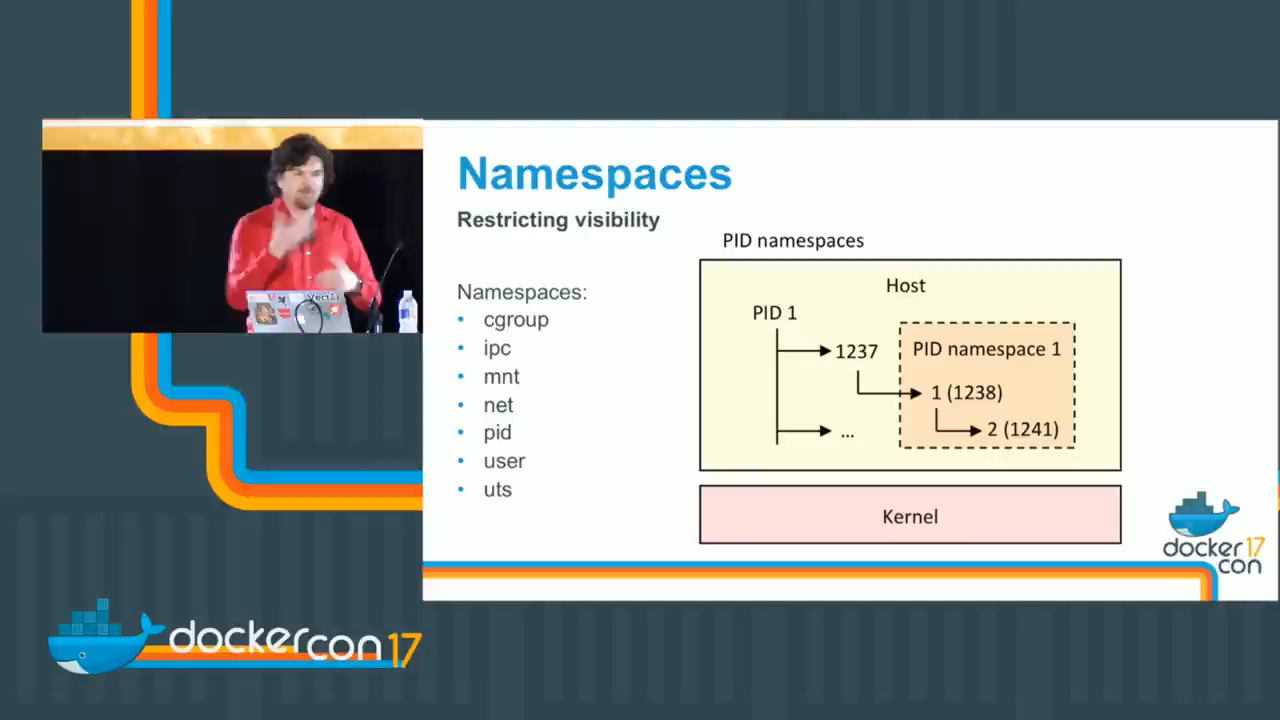 Namespaces
Restricting visibility
Namespaces:
• cgroup
• ipc
• mnt
• net
• pid
• user
• uts
PID namespaces
Host
PID 1
1237
PID namespace 1
1 (1238)
2 (1241)
...
Kernel
docker 17
con
dockercon 17